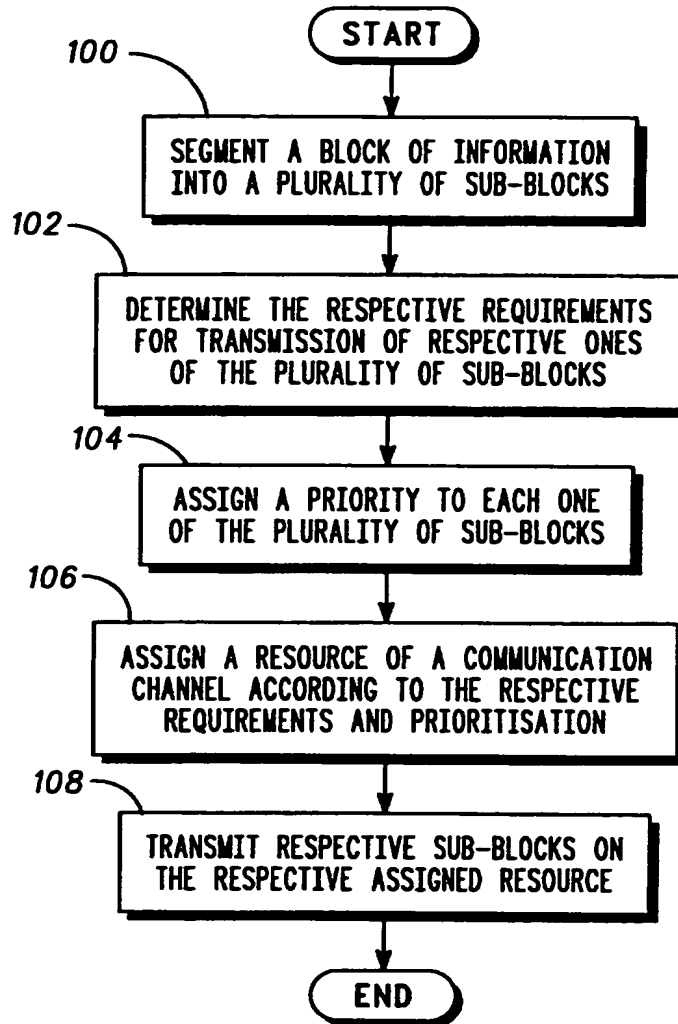 START
100
SEGMENT A BLOCK OF INFORMATION
INTO A PLURALITY OF SUB-BLOCKS
102
DETERMINE THE RESPECTIVE REQUIREMENTS
FOR TRANSMISSION OF RESPECTIVE ONES
OF THE PLURALITY OF SUB-BLOCKS
104
ASSIGN A PRIORITY TO EACH ONE
OF THE PLURALITY OF SUB-BLOCKS
106
ASSIGN A RESOURCE OF A COMMUNICATION
CHANNEL ACCORDING TO THE RESPECTIVE
REQUIREMENTS AND PRIORITISATION
108
TRANSMIT RESPECTIVE SUB-BLOCKS ON
THE RESPECTIVE ASSIGNED RESOURCE
END